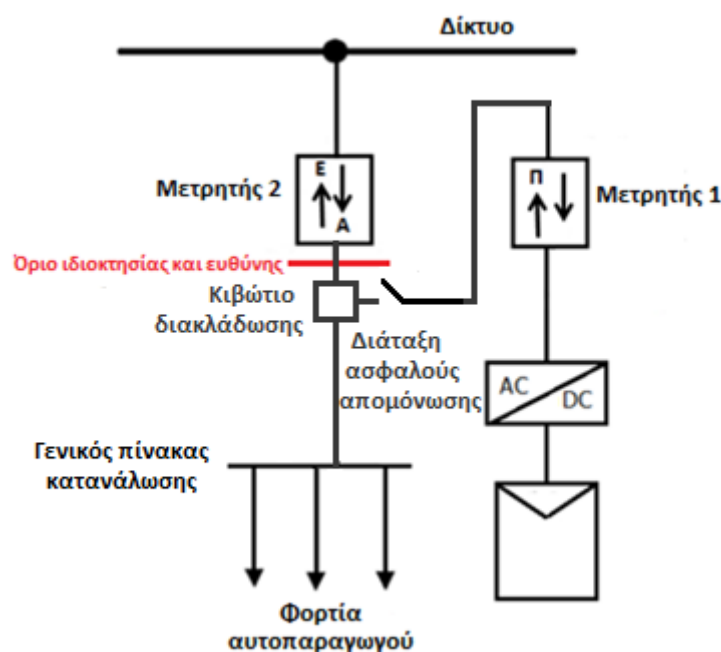 Δίκτυο
Μετρητής 2
Ε
Α
Π
Μετρητής 1
Όριο ιδιοκτησίας και ευθύνης
Κιβώτιο
διακλάδωσης
Διάταξη
ασφαλούς
απομόνωσης
AC
DC
Γενικός πίνακας
κατανάλωσης
Φορτία
αυτοπαραγωγού